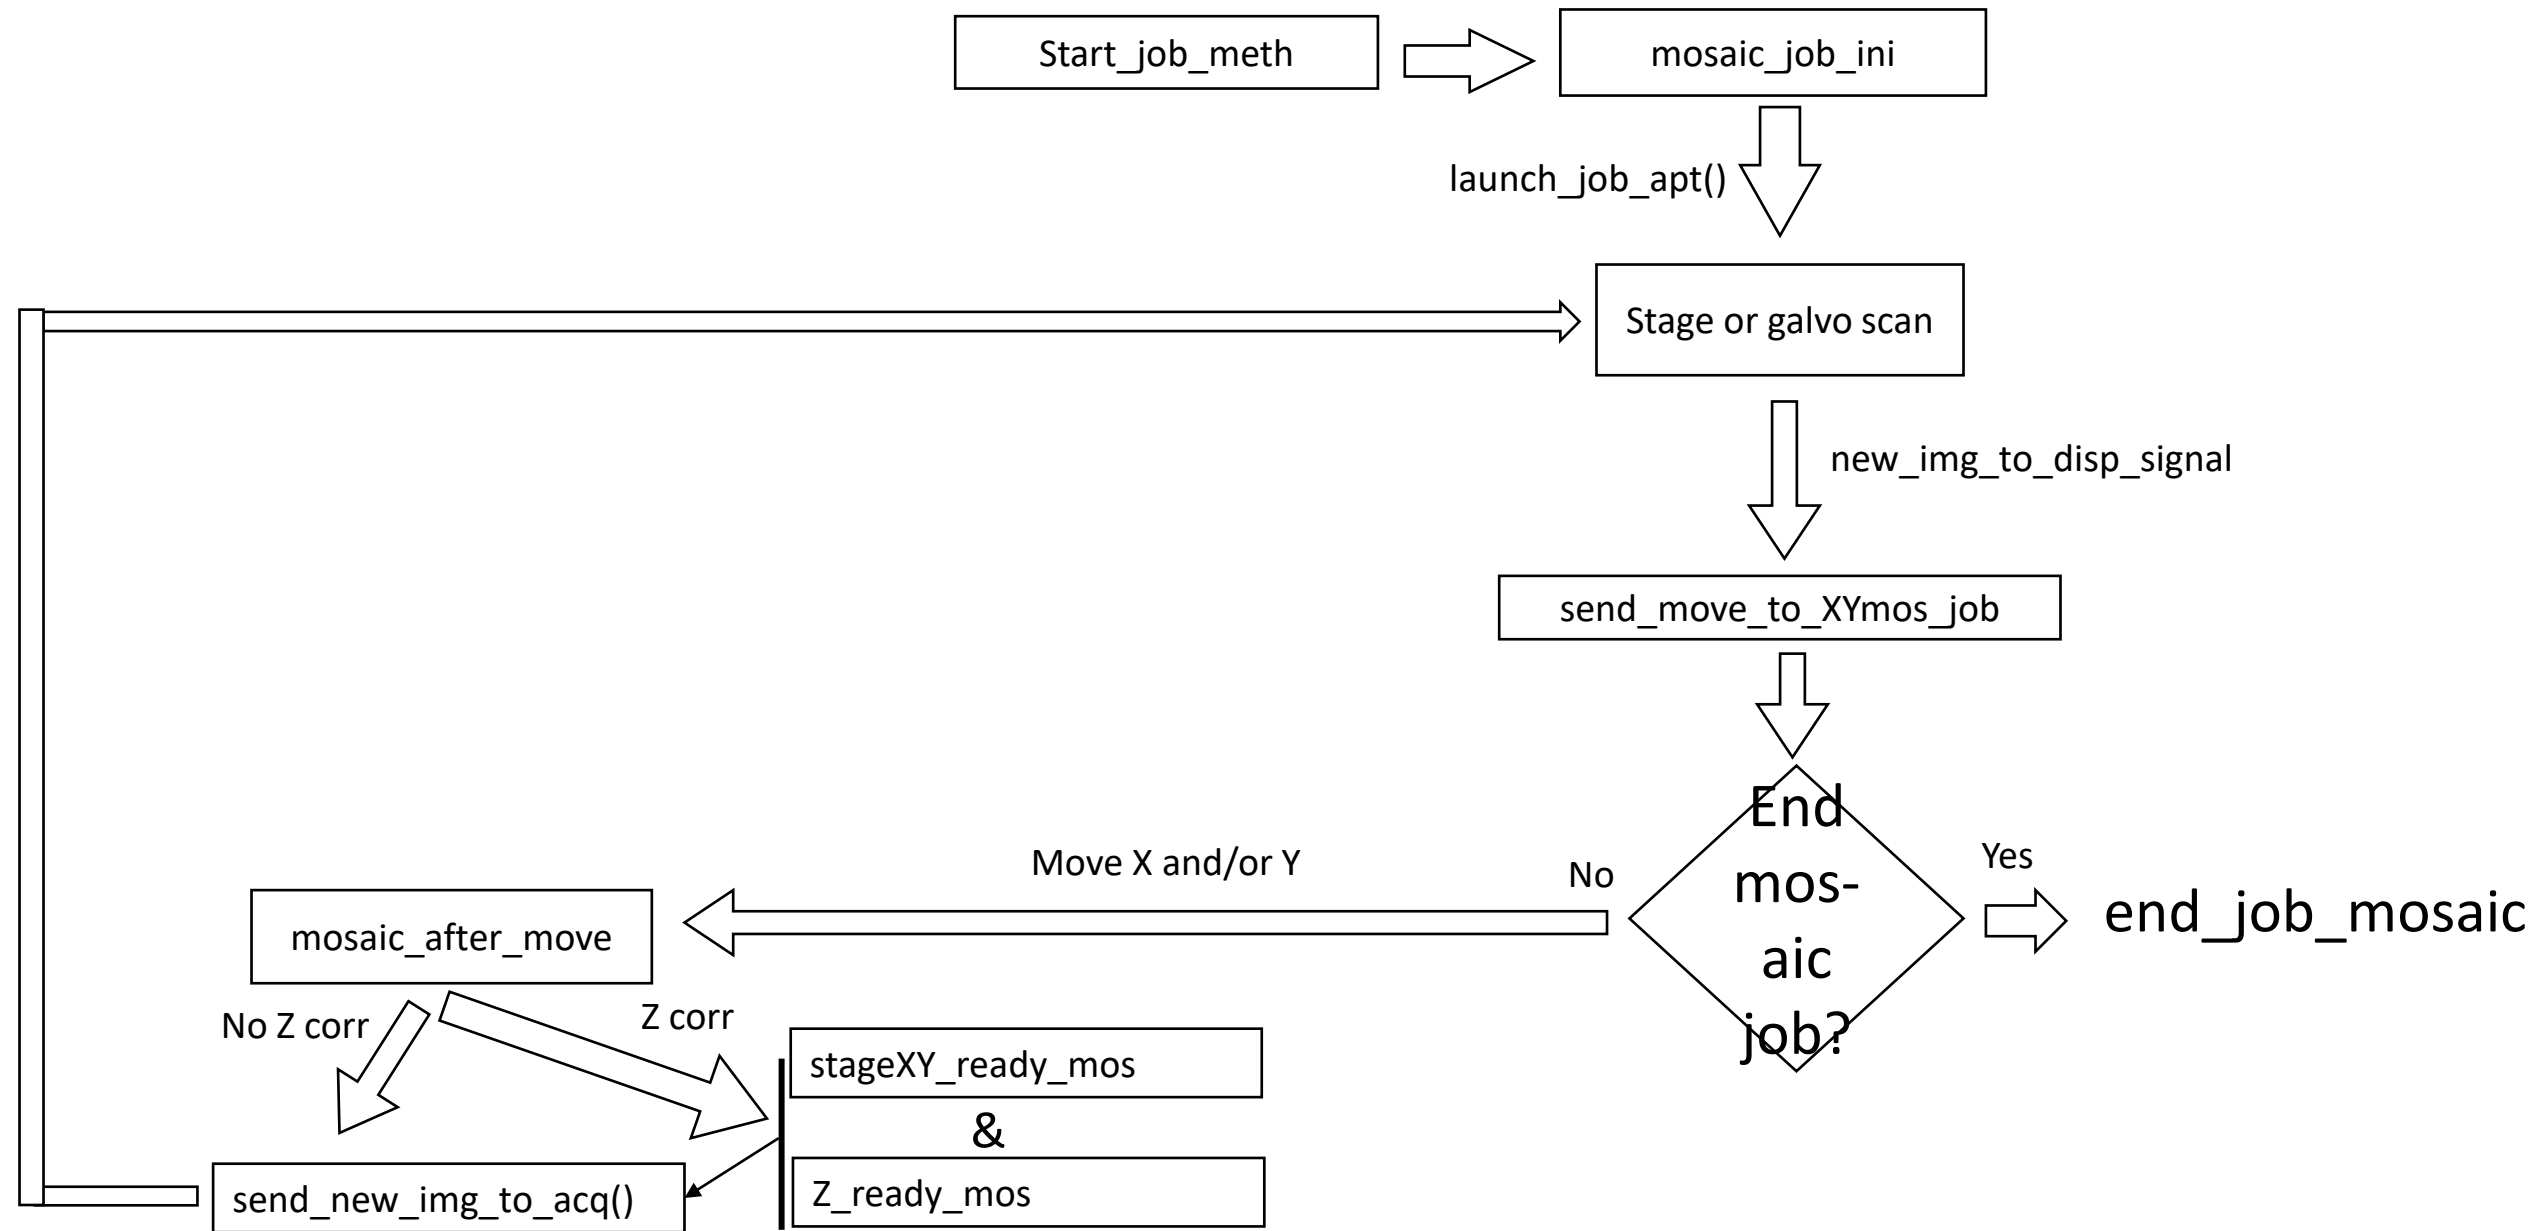 Start_job_meth
mosaic_job_ini
launch_job_apt()
Stage or galvo scan
new_img_to_disp_signal
send_move_to_XYmos_job
End
mos-
aic
job?
Yes
end_job_mosaic
No
Move X and/or Y
mosaic_after_move
No Z corr
Z corr
stageXY_ready_mos
&
Z_ready_mos
send_new_img_to_acq()